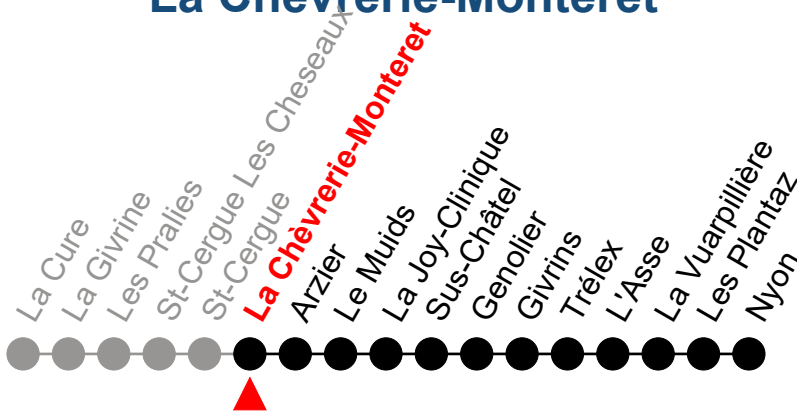 La Chèvrerie-Monteret
La Cure
La Givrine
Les Pralies
St-Cergue Les Cheseaux
St-Cergue
La Chèvrerie-Monteret
Arzier
Le Muids
La Joy-Clinique
Sus-Châtel
Genolier
Givrins
Trélex
L'Asse
La Vuarpillière
Les Plantaz
Nyon